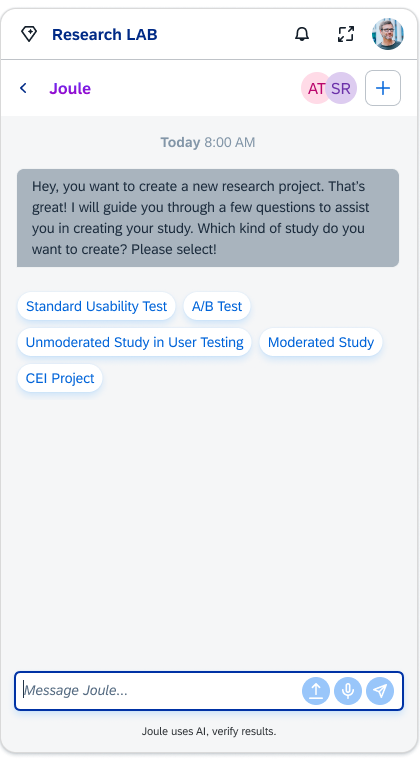 Research LAB
Joule
AT SR
Today 8:00 AM
Hey, you want to create a new research project. That's
great! I will guide you through a few questions to assist
you in creating your study. Which kind of study do you
want to create? Please select!
Standard Usability Test A/B Test
Unmoderated Study in User Testing Moderated Study
CEI Project
Message Joule...
Joule uses AI, verify results.